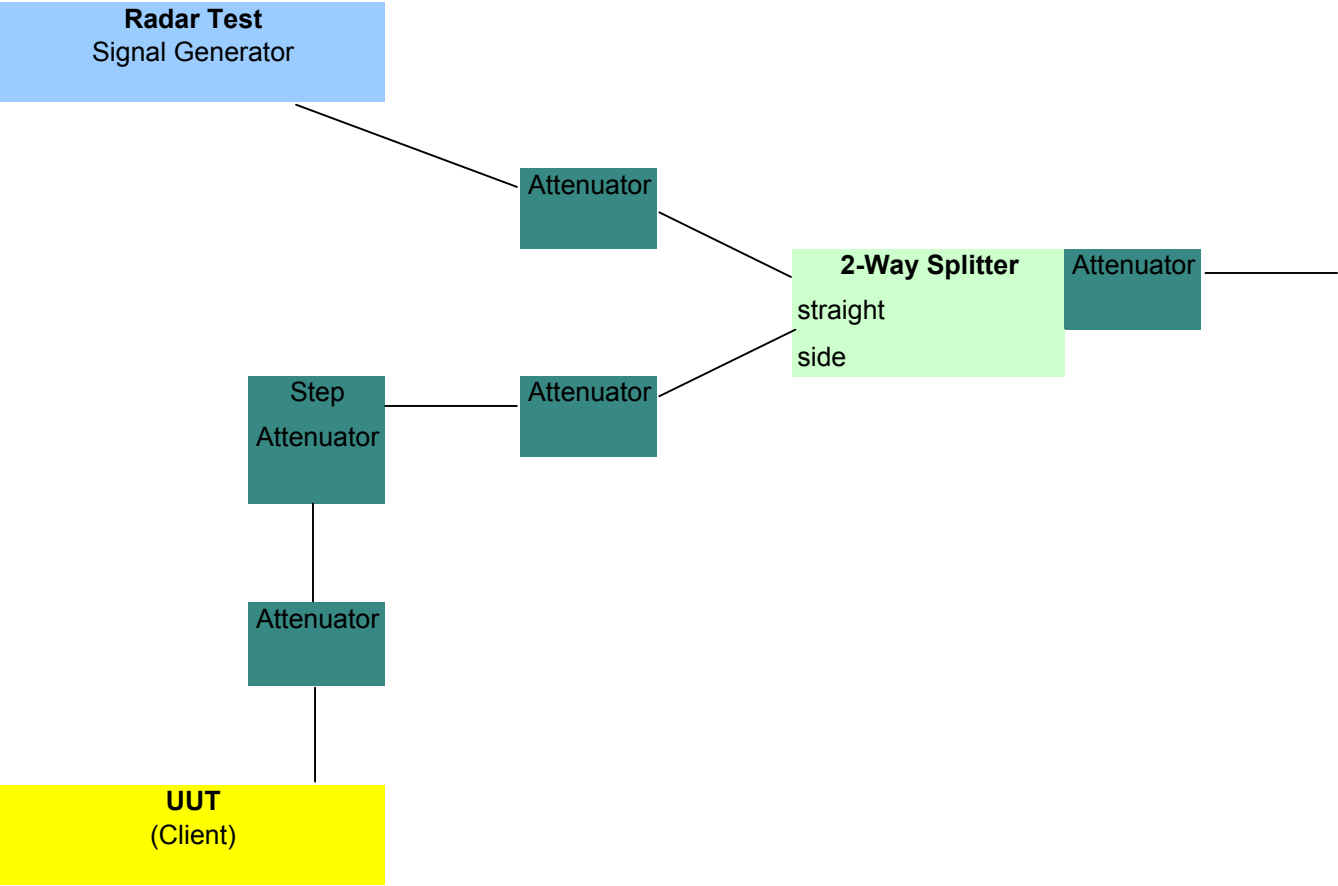 Radar Test
Signal Generator
Attenuator
2-Way Splitter
straight
side
Attenuator
Step
Attenuator
Attenuator
Attenuator
UUT
(Client)